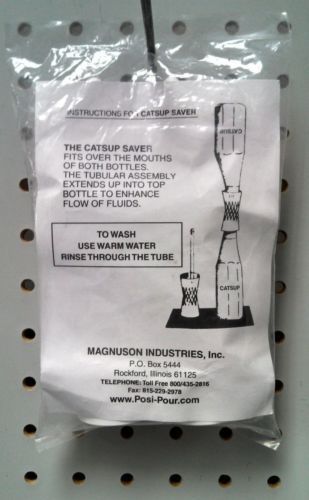 INSTRUCTIONS FOR CATSUP SAVER
THE CATSUP SAVER
FITS OVER THE MOUTHS
OF BOTH BOTTLES.
THE TUBULAR ASSEMBLY
EXTENDS UP INTO TOP
BOTTLE TO ENHANCE
FLOW OF FLUIDS.
CATSUP
TO WASH
USE WARM WATER
RINSE THROUGH THE TUBE
CATSUP
MAGNUSON INDUSTRIES, Inc.
P.O. Box 5444
Rockford, Illinois 61125
TELEPHONE: Toll Free 800/435-2816
Fax: 815-229-2978
www.Posi-Pour.com